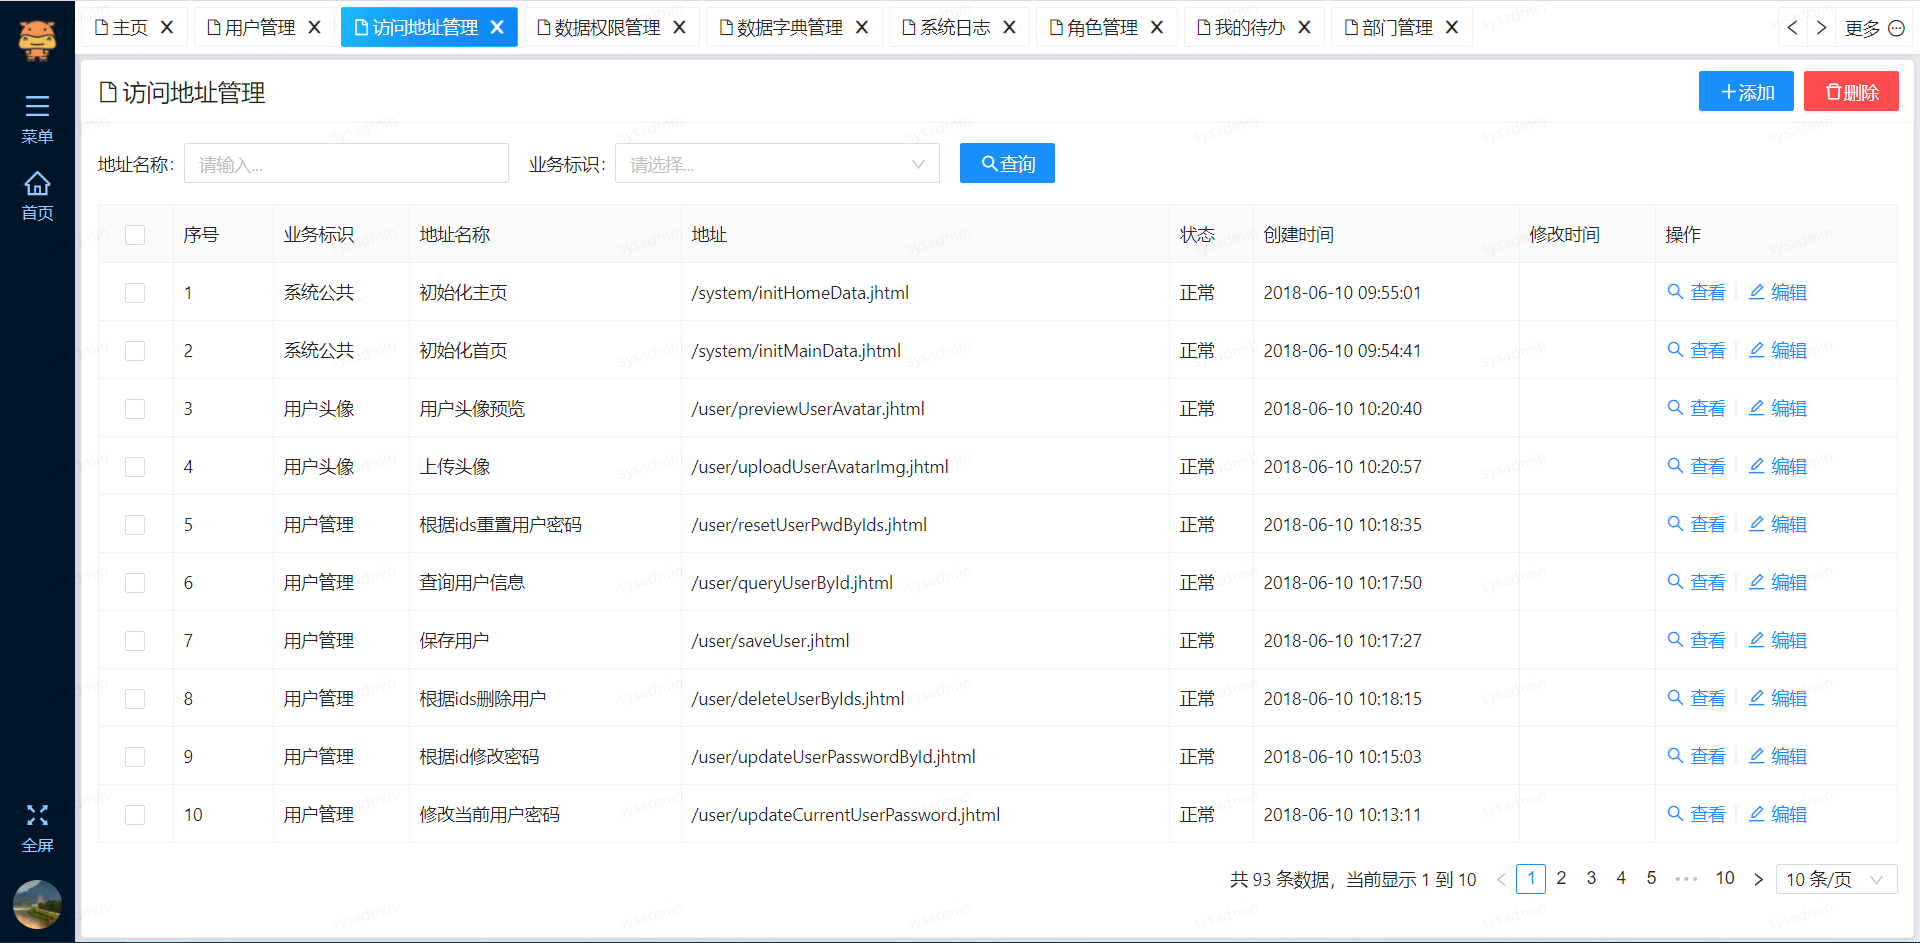 主页 用户管理 访问地址管理 数据权限管理 数据字典管理 系统日志 角色管理 我的待办 部门管理 更多
菜单
首页
全屏
访问地址管理 添加 删除
地址名称: 请输入... 业务标识: 请选择... 查询
序号 业务标识 地址名称 地址 状态 创建时间 修改时间 操作
1 系统公共 初始化主页 /system/initHomeData.jhtml 正常 2018-06-10 09:55:01 查看 编辑
2 系统公共 初始化首页 /system/initMainData.jhtml 正常 2018-06-10 09:54:41 查看 编辑
3 用户头像 用户头像预览 /user/previewUserAvatar.jhtml 正常 2018-06-10 10:20:40 查看 编辑
4 用户头像 上传头像 /user/uploadUserAvatarImg.jhtml 正常 2018-06-10 10:20:57 查看 编辑
5 用户管理 根据ids重置用户密码 /user/resetUserPwdByIds.jhtml 正常 2018-06-10 10:18:35 查看 编辑
6 用户管理 查询用户信息 /user/queryUserById.jhtml 正常 2018-06-10 10:17:50 查看 编辑
7 用户管理 保存用户 /user/saveUser.jhtml 正常 2018-06-10 10:17:27 查看 编辑
8 用户管理 根据ids删除用户 /user/deleteUserByIds.jhtml 正常 2018-06-10 10:18:15 查看 编辑
9 用户管理 根据id修改密码 /user/updateUserPasswordById.jhtml 正常 2018-06-10 10:15:03 查看 编辑
10 用户管理 修改当前用户密码 /user/updateCurrentUserPassword.jhtml 正常 2018-06-10 10:13:11 查看 编辑
共 93 条数据，当前显示 1 到 10 1 2 3 4 5 ••• 10 10 条/页
sysadmin